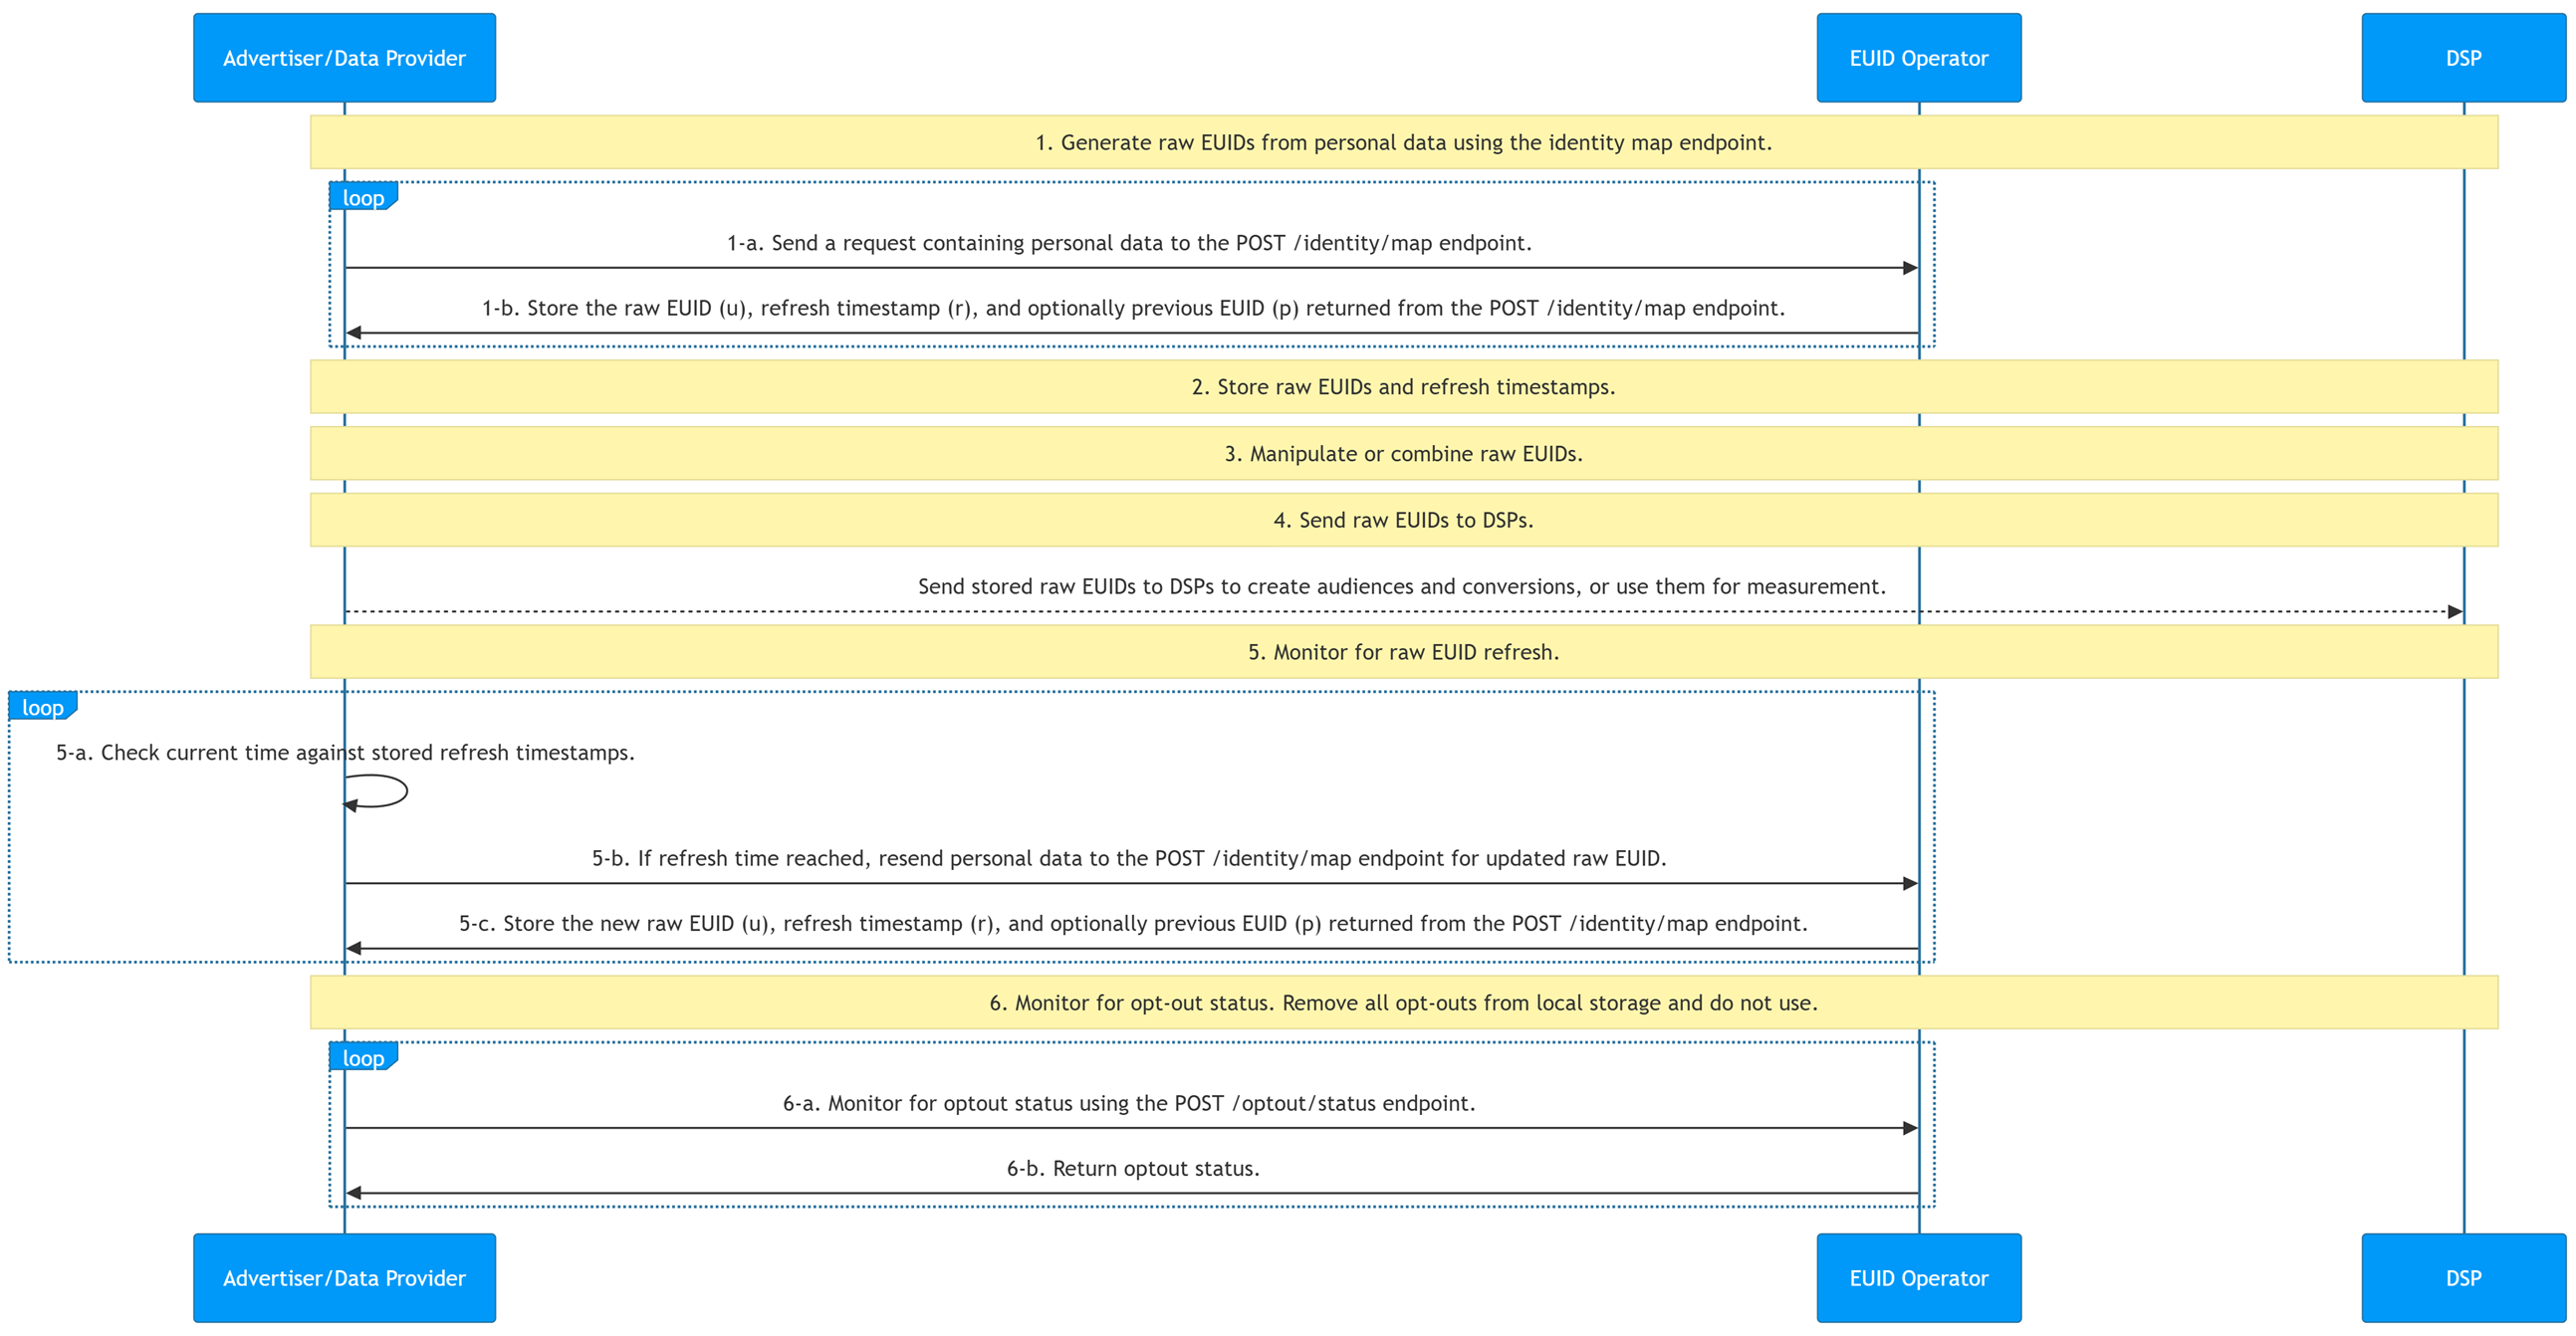 Advertiser/Data Provider
EUID Operator
DSP
1. Generate raw EUIDs from personal data using the identity map endpoint.
loop
1-a. Send a request containing personal data to the POST /identity/map endpoint.
1-b. Store the raw EUID (u), refresh timestamp (r), and optionally previous EUID (p) returned from the POST /identity/map endpoint.
2. Store raw EUIDs and refresh timestamps.
3. Manipulate or combine raw EUIDs.
4. Send raw EUIDs to DSPs.
Send stored raw EUIDs to DSPs to create audiences and conversions, or use them for measurement.
5. Monitor for raw EUID refresh.
loop
5-a. Check current time against stored refresh timestamps.
5-b. If refresh time reached, resend personal data to the POST /identity/map endpoint for updated raw EUID.
5-c. Store the new raw EUID (u), refresh timestamp (r), and optionally previous EUID (p) returned from the POST /identity/map endpoint.
6. Monitor for opt-out status. Remove all opt-outs from local storage and do not use.
loop
6-a. Monitor for optout status using the POST /optout/status endpoint.
6-b. Return optout status.
Advertiser/Data Provider
EUID Operator
DSP